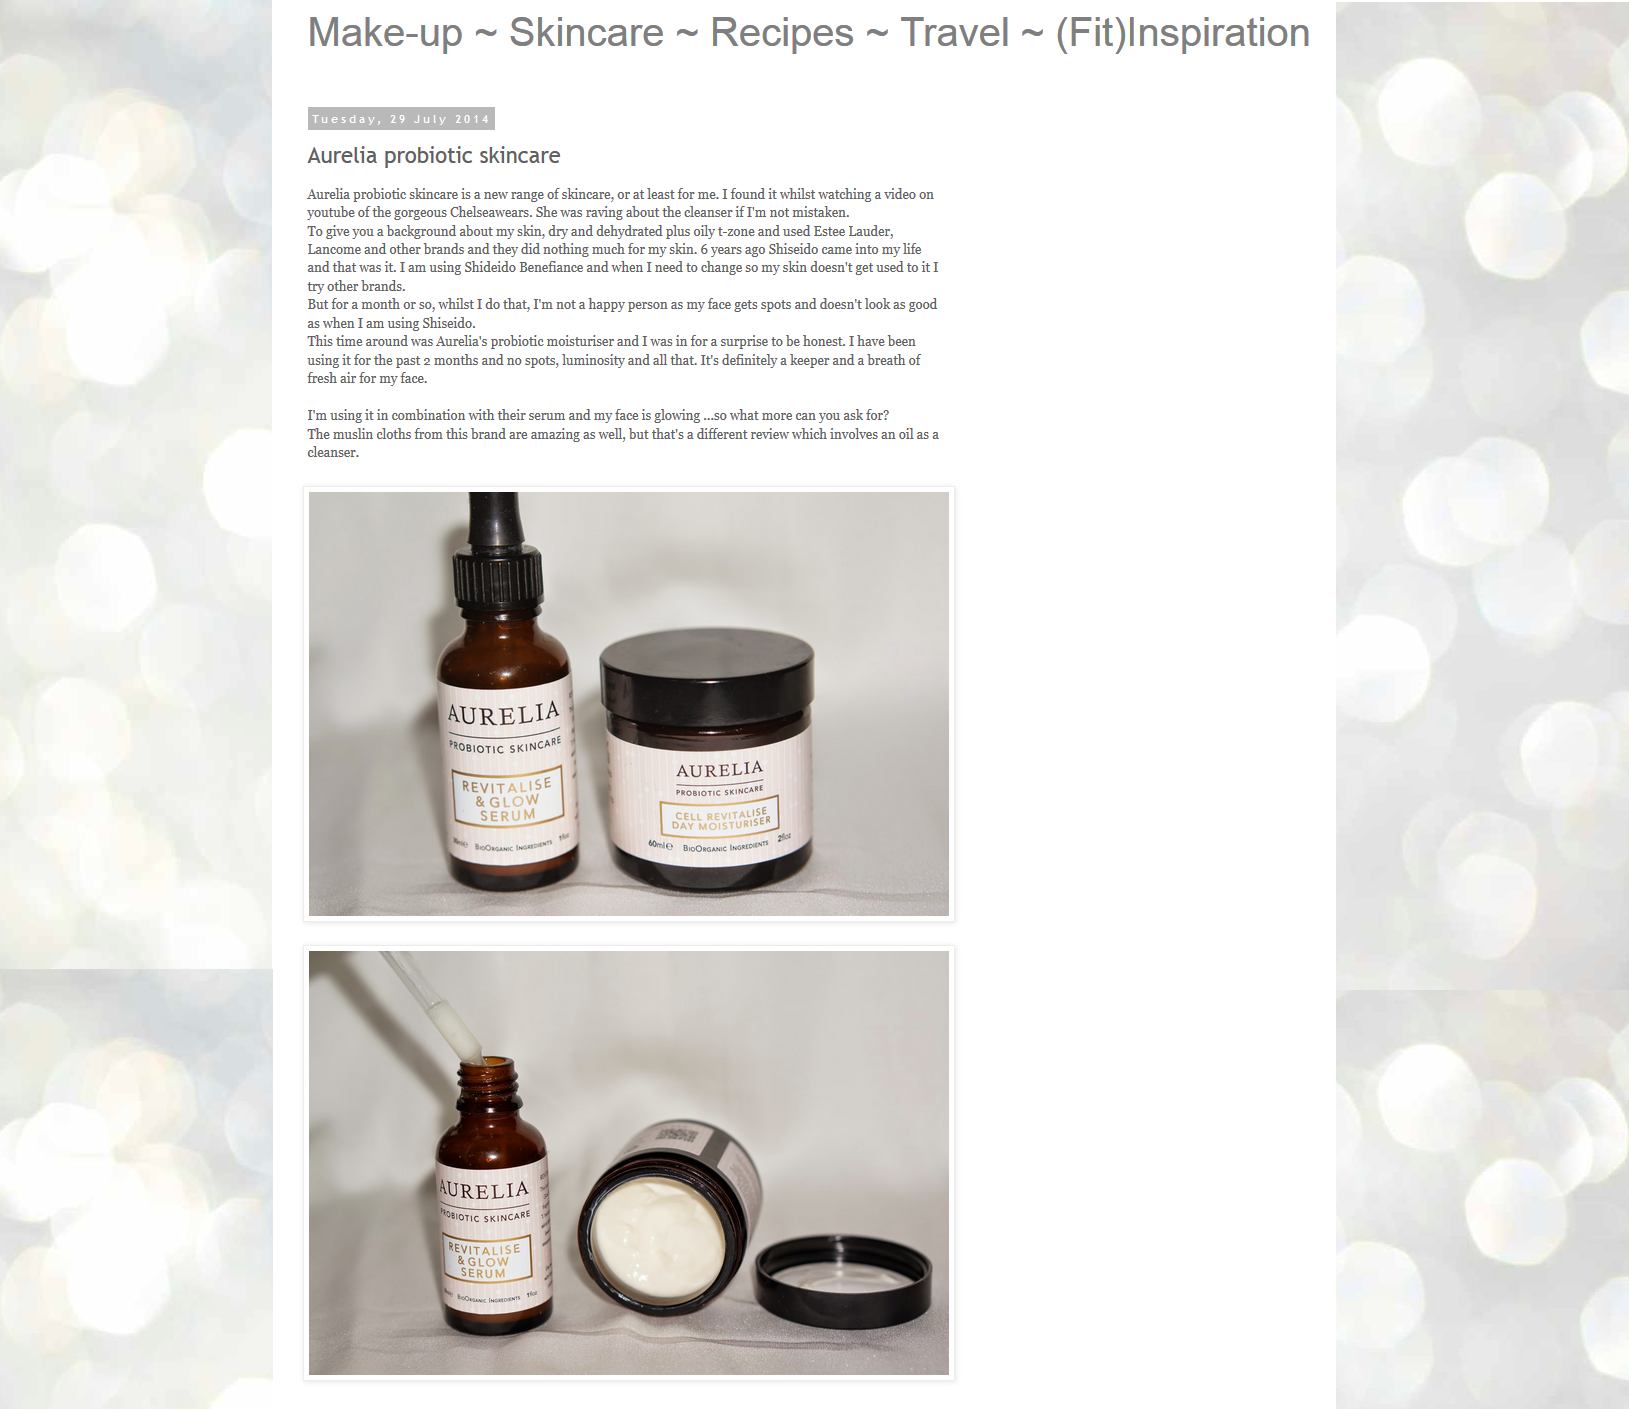 Make-up ~ Skincare ~ Recipes ~ Travel ~ (Fit)Inspiration
Tuesday, 29 July 2014
Aurelia probiotic skincare
Aurelia probiotic skincare is a new range of skincare, or at least for me. I found it whilst watching a video on
youtube of the gorgeous Chelseawears. She was raving about the cleanser if I'm not mistaken.
To give you a background about my skin, dry and dehydrated plus oily t-zone and used Estee Lauder,
Lancome and other brands and they did nothing much for my skin. 6 years ago Shiseido came into my life
and that was it. I am using Shideido Benefiance and when I need to change so my skin doesn't get used to it I
try other brands.
But for a month or so, whilst I do that, I'm not a happy person as my face gets spots and doesn't look as good
as when I am using Shiseido.
This time around was Aurelia's probiotic moisturiser and I was in for a surprise to be honest. I have been
using it for the past 2 months and no spots, luminosity and all that. It's definitely a keeper and a breath of
fresh air for my face.
I'm using it in combination with their serum and my face is glowing ...so what more can you ask for?
The muslin cloths from this brand are amazing as well, but that's a different review which involves an oil as a
cleanser.
AURELIA
PROBIOTIC SKINCARE
REVITALISE
& GLOW
SERUM
BIOORGANIC INGREDIENTS 1floz
AURELIA
PROBIOTIC SKINCARE
CELL REVITALISE
DAY MOISTURISER
60ml e BIOORGANIC INGREDIENTS 2floz
AURELIA
PROBIOTIC SKINCARE
REVITALISE
& GLOW
SERUM
BIOORGANIC INGREDIENTS 1floz